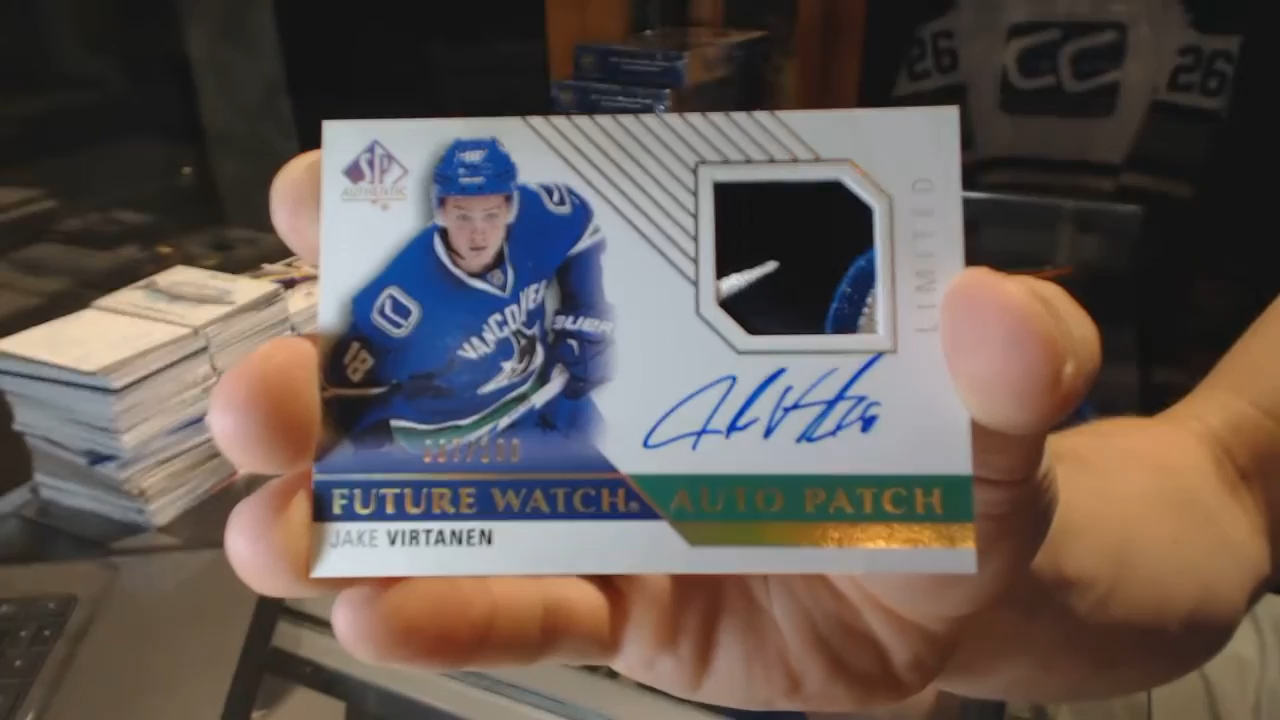 SP
AUTHENTIC
LIMITED
18
VANCOUVER
BAUER
FUTURE WATCH® AUTO PATCH
JAKE VIRTANEN
26
26